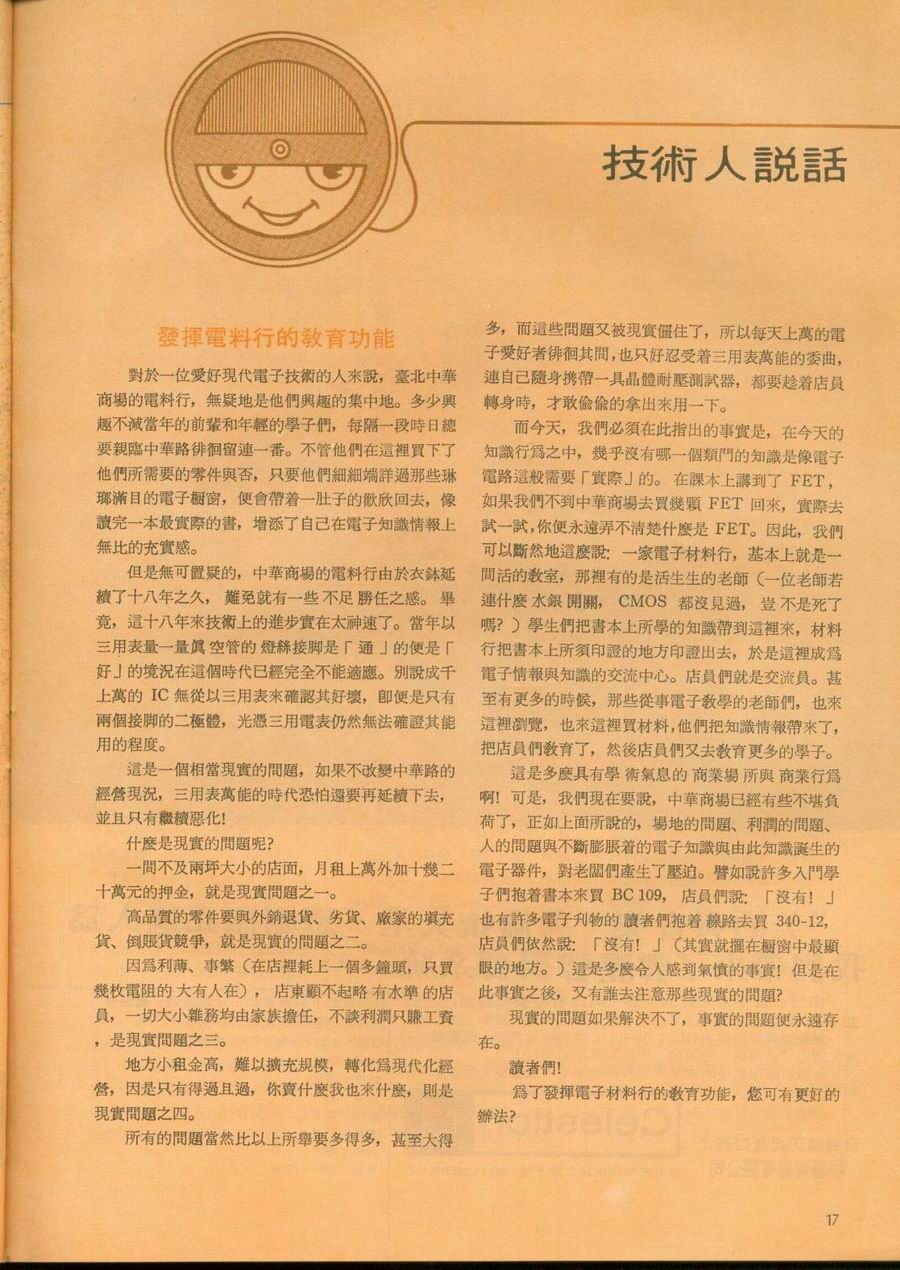 技術人説話
發揮電料行的教育功能
對於一位愛好現代電子技術的人來說，臺北中華
商場的電料行，無疑地是他們興趣的集中地。多少興
趣不減當年的前輩和年輕的學子們，每隔一段時日總
要親臨中華路徘徊留連一番。不管他們在這裡買下了
他們所需要的零件與否，只要他們細細端詳過那些琳
瑯滿目的電子櫥窗，便會帶着一肚子的歡欣回去，像
讀完一本最實際的書，增添了自己在電子知識情報上
無比的充實感。
但是無可置疑的，中華商場的電料行由於衣鉢延
續了十八年之久，難免就有一些不足勝任之感。畢
竟，這十八年來技術上的進步實在太神速了。當年以
三用表量一量眞空管的燈絲接脚是「通」的便是「
好」的境況在這個時代已經完全不能適應。別說成千
上萬的 IC 無從以三用表來確認其好壞，卽便是只有
兩個接脚的二極體，光憑三用電表仍然無法確證其能
用的程度。
這是一個相當現實的問題，如果不改變中華路的
經營現況，三用表萬能的時代恐怕還要再延續下去，
並且只有繼續惡化！
什麽是現實的問題呢？
一間不及兩坪大小的店面，月租上萬外加十幾二
十萬元的押金，就是現實問題之一。
高品質的零件要與外銷退貨、劣貨、廠家的塡充
貨、倒賬貨競爭，就是現實的問題之二。
因爲利薄、事繁（在店裡耗上一個多鐘頭，只買
幾枚電阻的大有人在），店東顧不起略有水準的店
員，一切大小雜務均由家族擔任，不談利潤只賺工資
，是現實問題之三。
地方小租金高，難以擴充規模，轉化爲現代化經
營，因是只有得過且過，你賣什麽我也來什麽，則是
現實問題之四。
所有的問題當然比以上所舉要多得多，甚至大得
多，而這些問題又被現實僵住了，所以每天上萬的電
子愛好者徘徊其間，也只好忍受着三用表萬能的委曲，
連自己隨身携帶一具晶體耐壓測試器，都要趁着店員
轉身時，才敢偷偷的拿出來用一下。
而今天，我們必須在此指出的事實是，在今天的
知識行爲之中，幾乎沒有哪一個類門的知識是像電子
電路這般需要「實際」的。在課本上講到了 FET，
如果我們不到中華商場去買幾顆 FET 回來，實際去
試一試，你便永遠弄不清楚什麽是 FET。因此，我們
可以斷然地這麽說：一家電子材料行，基本上就是一
間活的教室，那裡有的是活生生的老師（一位老師若
連什麽水銀開關，CMOS 都沒見過，豈不是死了
嗎？）學生們把書本上所學的知識帶到這裡來，材料
行把書本上所須印證的地方印證出去，於是這裡成爲
電子情報與知識的交流中心。店員們就是交流員。甚
至有更多的時候，那些從事電子教學的老師們，也來
這裡瀏覽，也來這裡買材料，他們把知識情報帶來了，
把店員們敎育了，然後店員們又去敎育更多的學子。
這是多麽具有學術氣息的商業場所與商業行爲
啊！可是，我們現在要說，中華商場已經有些不堪負
荷了，正如上面所說的，場地的問題、利潤的問題、
人的問題與不斷膨脹着的電子知識與由此知識誕生的
電子器件，對老闆們產生了壓迫。譬如說許多入門學
子們抱着書本來買 BC 109，店員們說：「沒有！」
也有許多電子刋物的讀者們抱着線路去買 340-12，
店員們依然說：「沒有！」（其實就擺在櫥窗中最顯
眼的地方。）這是多麽令人感到氣憤的事實！但是在
此事實之後，又有誰去注意那些現實的問題？
現實的問題如果解決不了，事實的問題便永遠存
在。
讀者們！
爲了發揮電子材料行的敎育功能，您可有更好的
辦法？
17